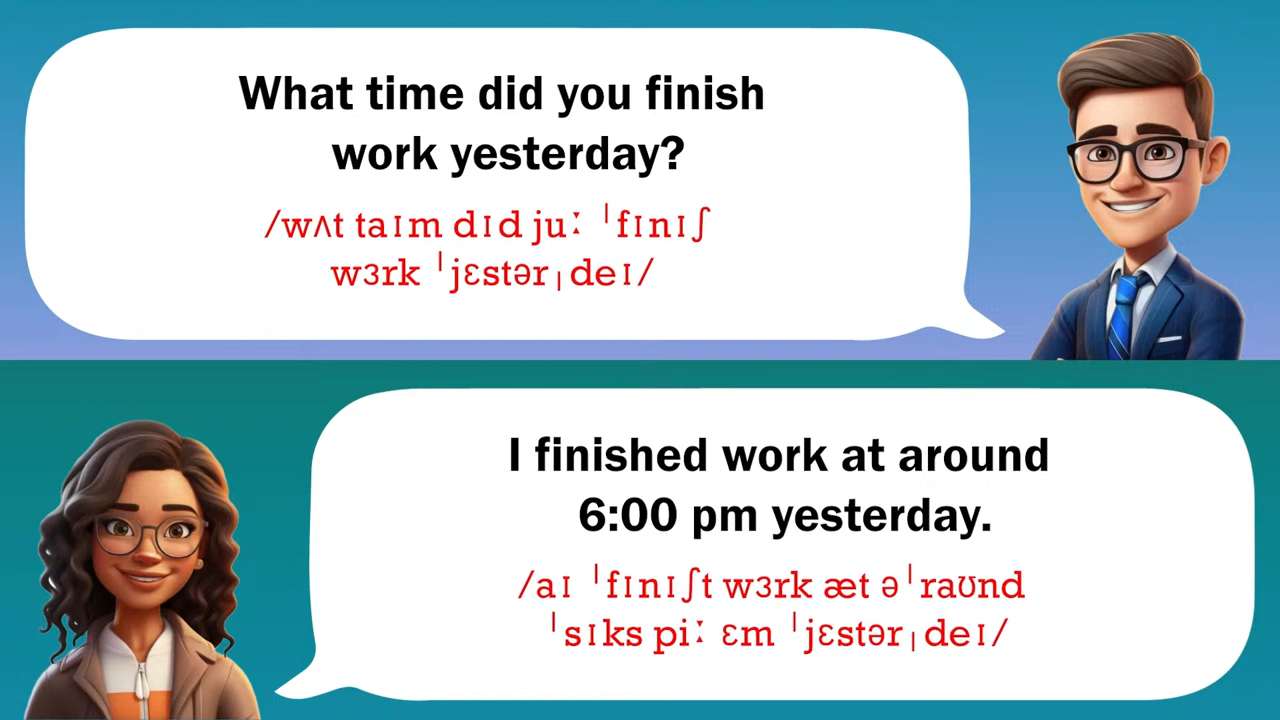 What time did you finish
work yesterday?
/wʌt taɪm dɪd juː ˈfɪnɪʃ
wɜrk ˈjɛstərˌdeɪ/
I finished work at around
6:00 pm yesterday.
/aɪ ˈfɪnɪʃt wɜrk æt əˈraʊnd
ˈsɪks piː ɛm ˈjɛstərˌdeɪ/